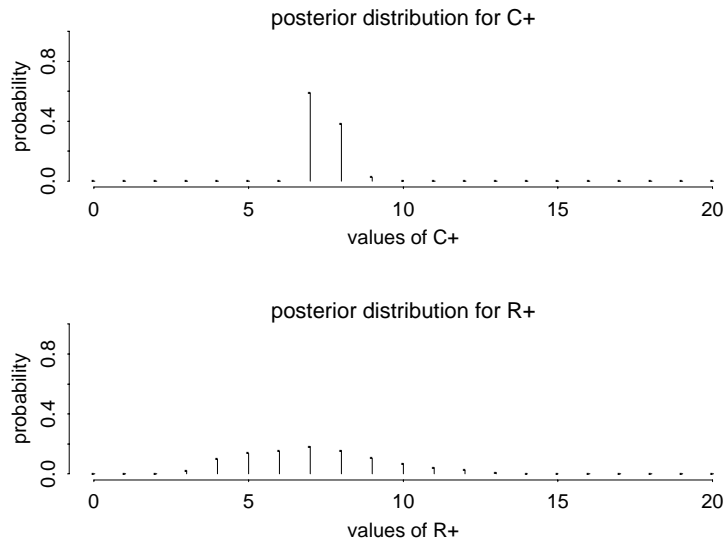 posterior distribution for C+
probability
0.0 0.4 0.8
0 5 10 15 20
values of C+
posterior distribution for R+
probability
0.0 0.4 0.8
0 5 10 15 20
values of R+